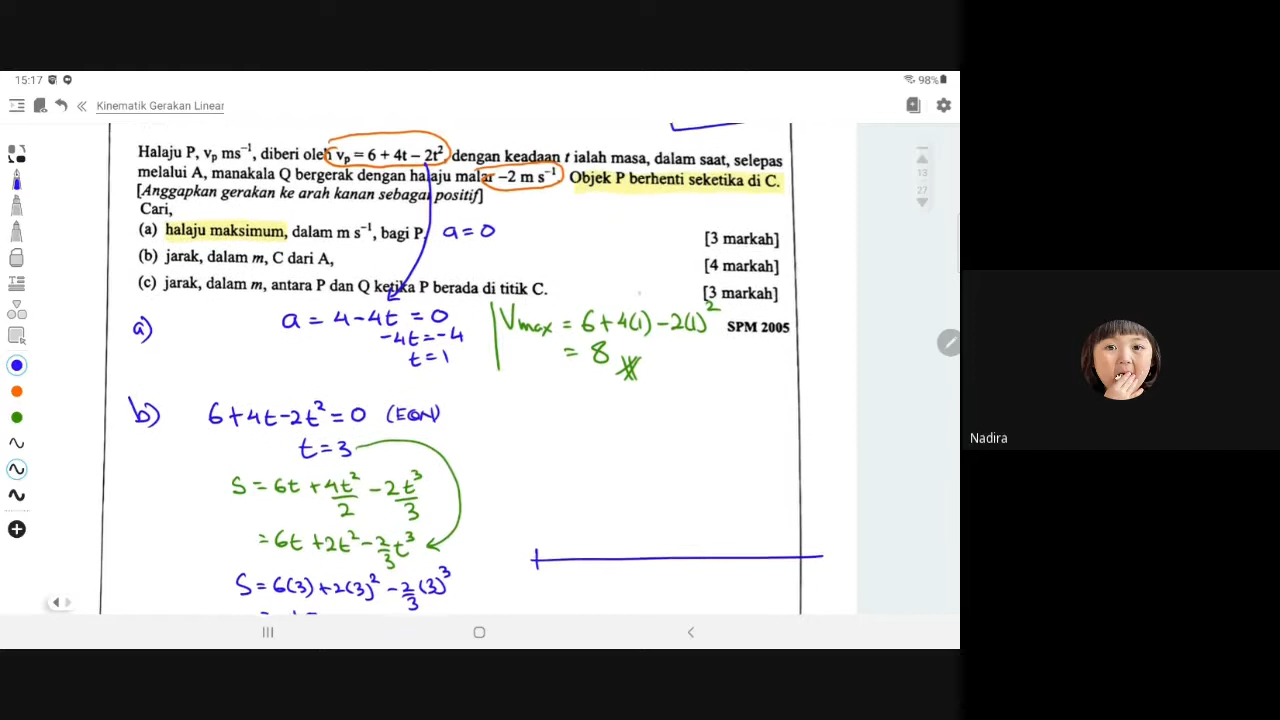 15:17
98%
Kinematik Gerakan Linear
Halaju P, vₚ ms⁻¹, diberi oleh vₚ = 6 + 4t – 2t², dengan keadaan t ialah masa, dalam saat, selepas
melalui A, manakala Q bergerak dengan halaju malar –2 m s⁻¹. Objek P berhenti seketika di C.
[Anggapkan gerakan ke arah kanan sebagai positif]
Cari,
(a) halaju maksimum, dalam m s⁻¹, bagi P, a = 0 [3 markah]
(b) jarak, dalam m, C dari A, [4 markah]
(c) jarak, dalam m, antara P dan Q ketika P berada di titik C. [3 markah]
SPM 2005
a) a = 4 - 4t = 0
-4t = -4
t = 1
Vmax = 6 + 4(1) - 2(1)²
= 8
b) 6 + 4t - 2t² = 0 (EQN)
t = 3
S = 6t + 4t²/2 - 2t³/3
= 6t + 2t² - 2/3 t³
S = 6(3) + 2(3)² - 2/3 (3)³
13
27
Nadira